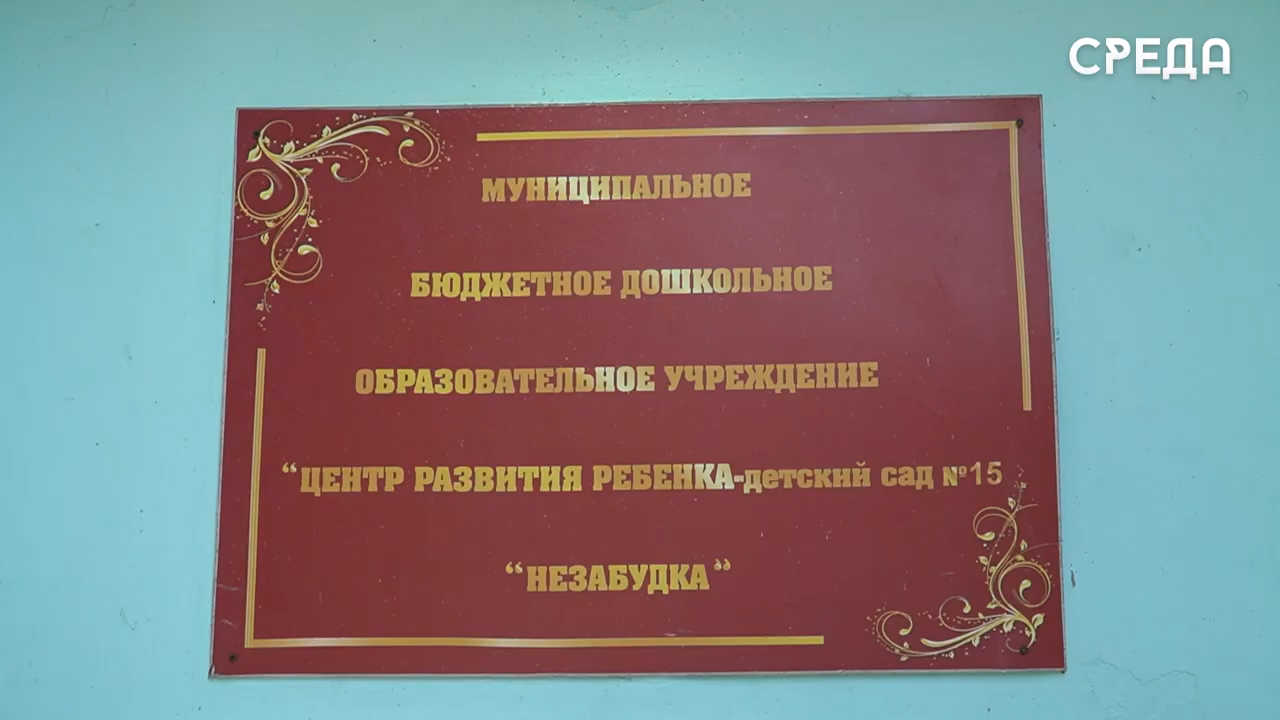 СРЕДА
МУНИЦИПАЛЬНОЕ
БЮДЖЕТНОЕ ДОШКОЛЬНОЕ
ОБРАЗОВАТЕЛЬНОЕ УЧРЕЖДЕНИЕ
“ЦЕНТР РАЗВИТИЯ РЕБЕНКА-детский сад №15
“НЕЗАБУДКА”